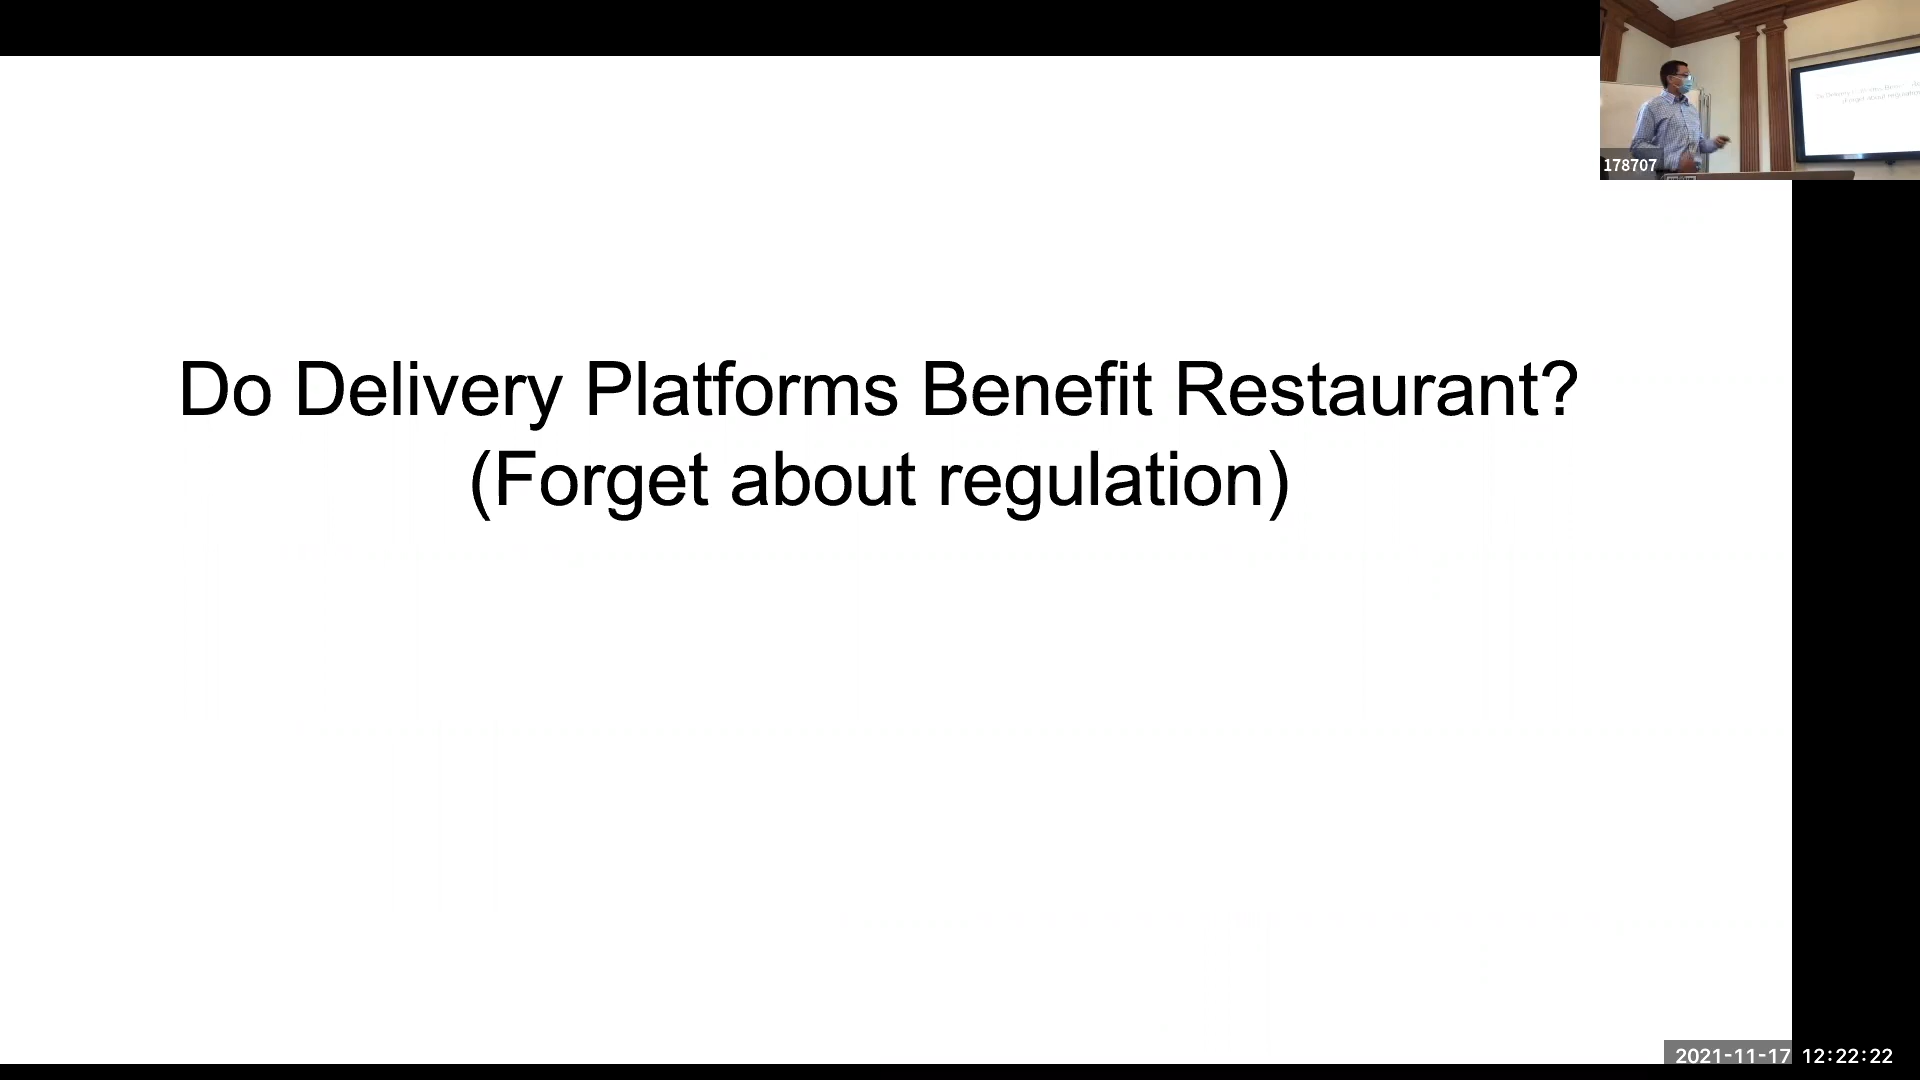 Do Delivery Platforms Benefit Restaurant?
(Forget about regulation)
178707
2021-11-17 12:22:22